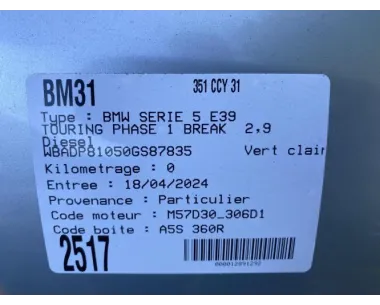 BM31 351 CCY 31
Type : BMW SERIE 5 E39
TOURING PHASE 1 BREAK 2,9
Diesel
WBADP81050GS87835 Vert clair
Kilometrage : 0
Entree : 18/04/2024
Provenance : Particulier
Code moteur : M57D30_306D1
Code boite : A5S 360R
2517
000012891292